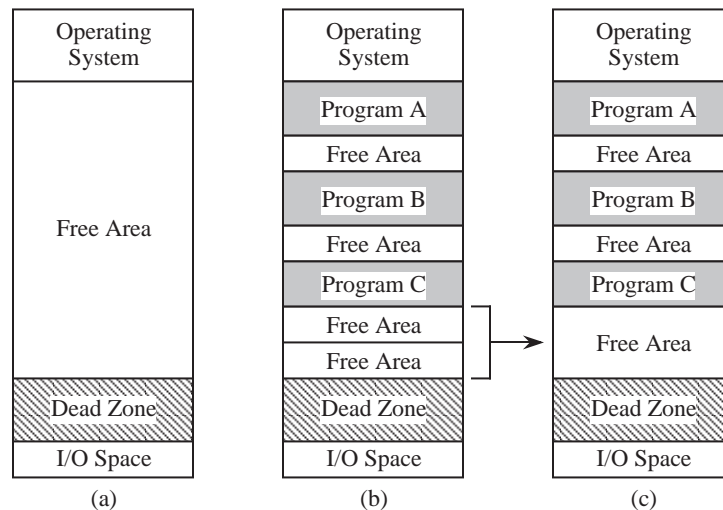 Operating
System
Free Area
Dead Zone
I/O Space
(a)
Operating
System
Program A
Free Area
Program B
Free Area
Program C
Free Area
Free Area
Dead Zone
I/O Space
(b)
Operating
System
Program A
Free Area
Program B
Free Area
Program C
Free Area
Dead Zone
I/O Space
(c)